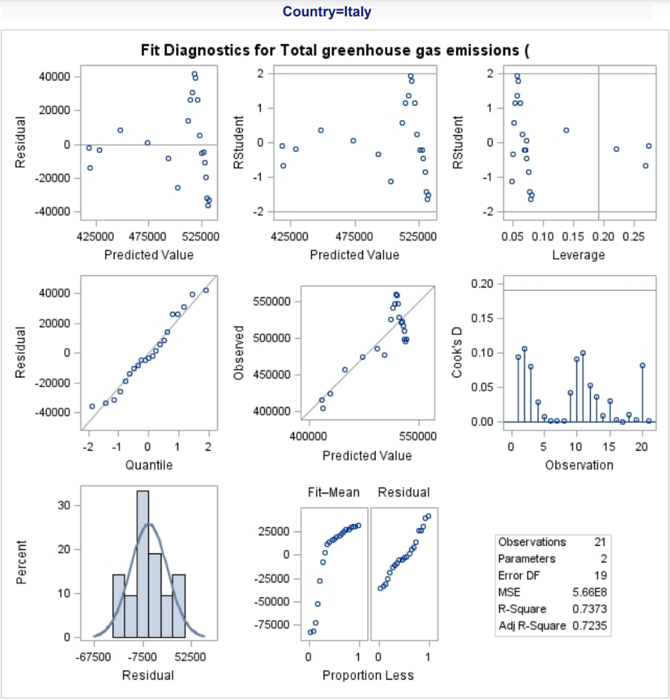 Country=Italy
Fit Diagnostics for Total greenhouse gas emissions (
Residual
40000
20000
0
-20000
-40000
425000 475000 525000
Predicted Value
RStudent
2
1
0
-1
-2
425000 475000 525000
Predicted Value
RStudent
2
1
0
-1
-2
0.05 0.10 0.15 0.20 0.25
Leverage
Residual
40000
20000
0
-20000
-40000
-2 -1 0 1 2
Quantile
Observed
550000
500000
450000
400000
400000 550000
Predicted Value
Cook's D
0.20
0.15
0.10
0.05
0.00
0 5 10 15 20
Observation
Percent
30
20
10
0
-67500 -7500 52500
Residual
Fit–Mean Residual
25000
0
-25000
-50000
-75000
0 1 0 1
Proportion Less
Observations 21
Parameters 2
Error DF 19
MSE 5.66E8
R-Square 0.7373
Adj R-Square 0.7235